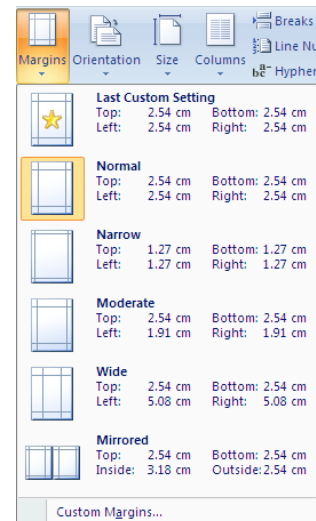 Breaks
Line Nu
Margins Orientation Size Columns
Hypher
Last Custom Setting
Top: 2.54 cm Bottom: 2.54 cm
Left: 2.54 cm Right: 2.54 cm
Normal
Top: 2.54 cm Bottom: 2.54 cm
Left: 2.54 cm Right: 2.54 cm
Narrow
Top: 1.27 cm Bottom: 1.27 cm
Left: 1.27 cm Right: 1.27 cm
Moderate
Top: 2.54 cm Bottom: 2.54 cm
Left: 1.91 cm Right: 1.91 cm
Wide
Top: 2.54 cm Bottom: 2.54 cm
Left: 5.08 cm Right: 5.08 cm
Mirrored
Top: 2.54 cm Bottom: 2.54 cm
Inside: 3.18 cm Outside: 2.54 cm
Custom Margins...